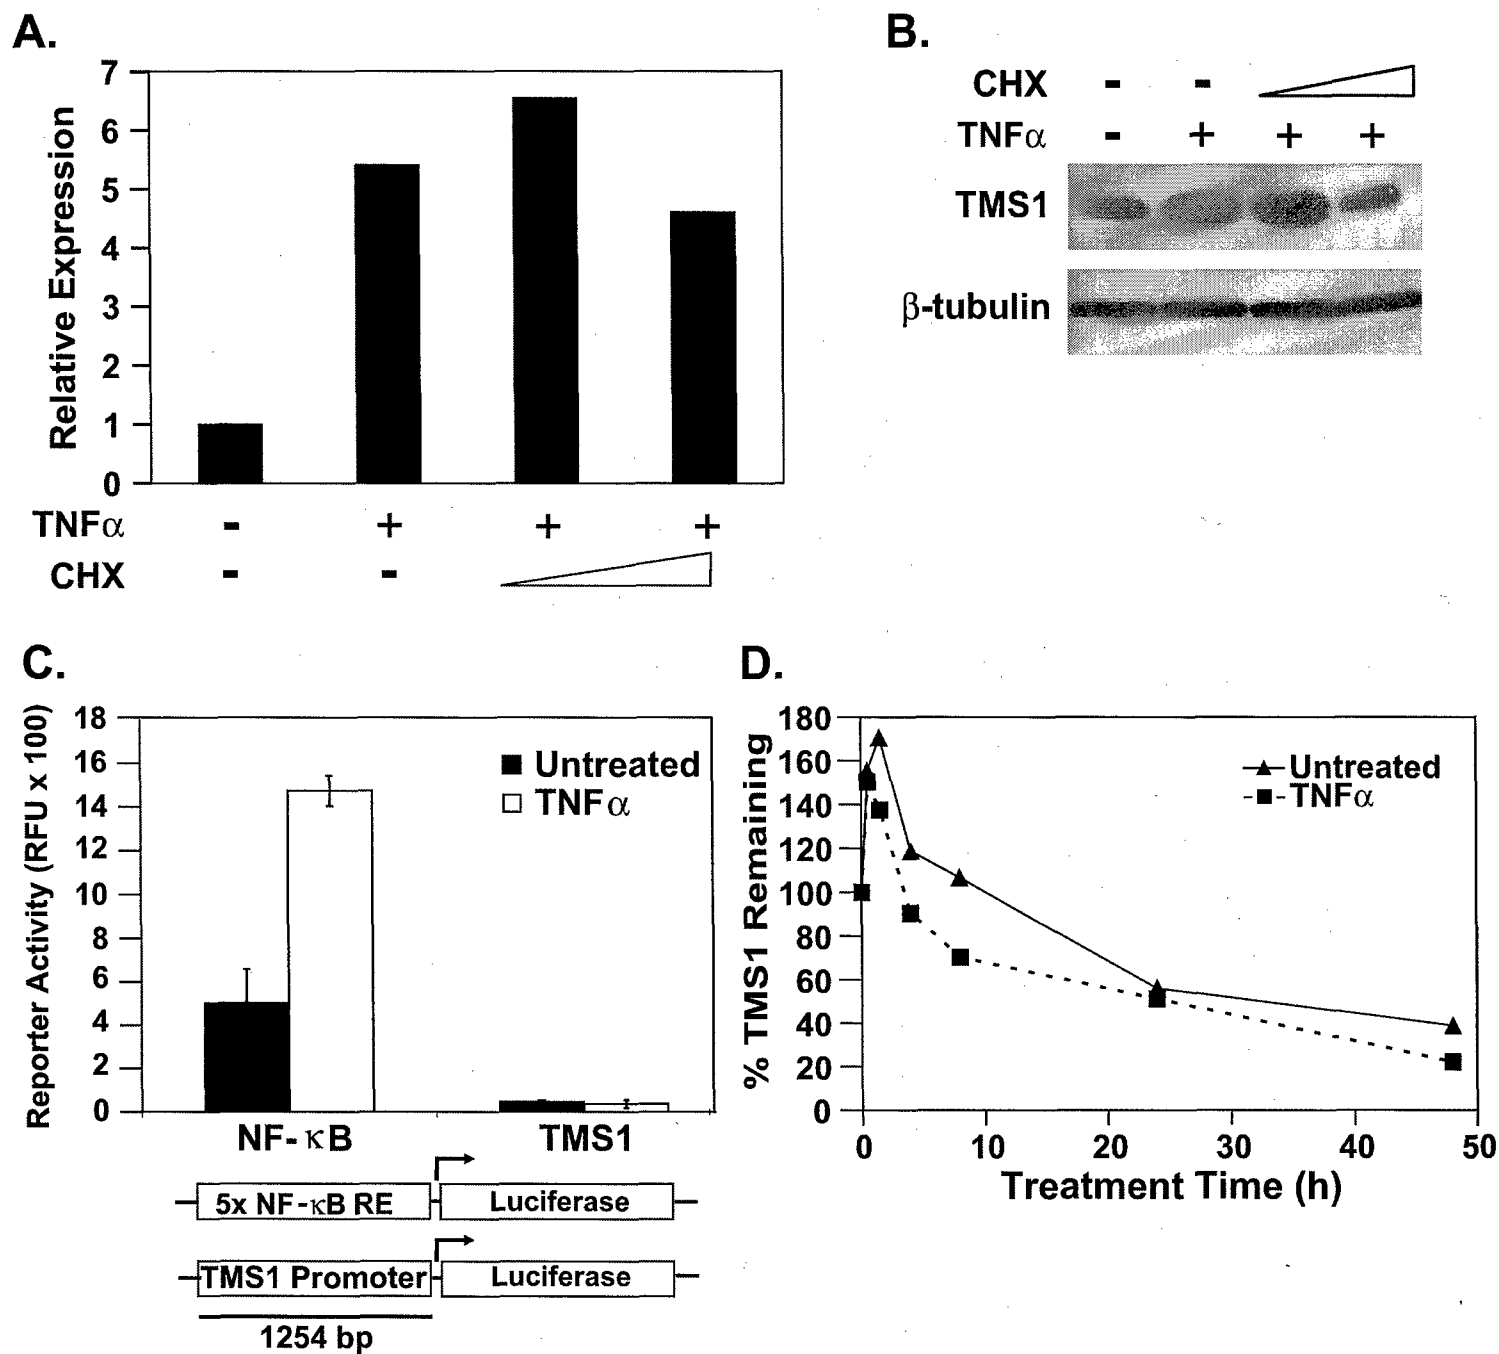 A.
7
6
5
4
3
2
1
0
Relative Expression
TNFα - + + +
CHX - -
B.
CHX - -
TNFα - + + +
TMS1
β-tubulin
C.
18
16
14
12
10
8
6
4
2
0
Reporter Activity (RFU x 100)
Untreated
TNFα
NF-κB TMS1
5x NF-κB RE Luciferase
TMS1 Promoter Luciferase
1254 bp
D.
180
160
140
120
100
80
60
40
20
0
% TMS1 Remaining
Untreated
TNFα
0 10 20 30 40 50
Treatment Time (h)